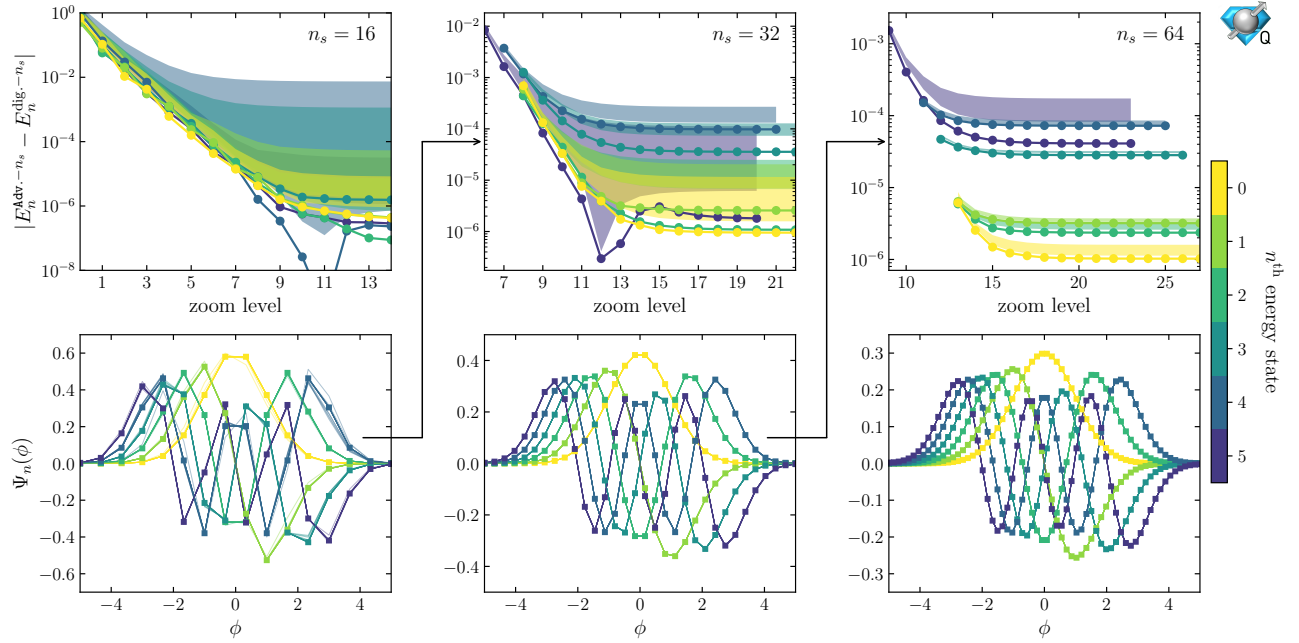 n_s = 16
n_s = 32
n_s = 64
Q
|E_n^{Adv.-n_s} − E_n^{dig.-n_s}|
10^0
10^{-2}
10^{-4}
10^{-6}
10^{-8}
1 3 5 7 9 11 13
zoom level
10^{-2}
10^{-3}
10^{-4}
10^{-5}
10^{-6}
7 9 11 13 15 17 19 21
zoom level
10^{-3}
10^{-4}
10^{-5}
10^{-6}
10 15 20 25
zoom level
Ψ_n(ϕ)
0.6
0.4
0.2
0.0
−0.2
−0.4
−0.6
−4 −2 0 2 4
ϕ
0.4
0.2
0.0
−0.2
−0.4
−4 −2 0 2 4
ϕ
0.3
0.2
0.1
0.0
−0.1
−0.2
−0.3
−4 −2 0 2 4
ϕ
0
1
2
3
4
5
n^{th} energy state